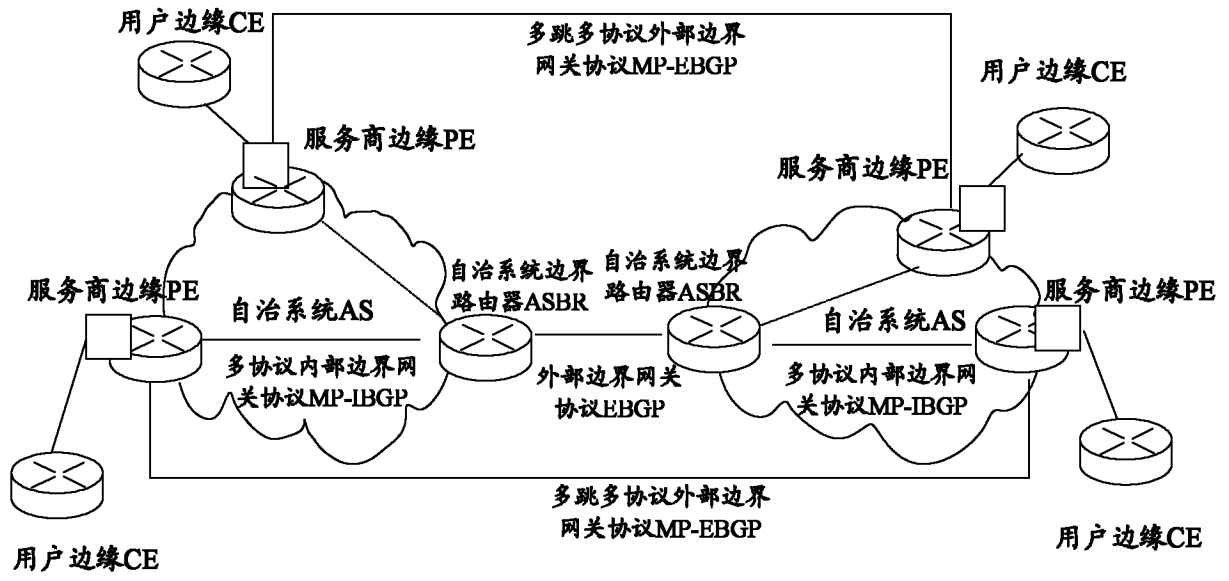 用户边缘CE
多跳多协议外部边界
网关协议MP-EBGP
用户边缘CE
服务商边缘PE
服务商边缘PE
自治系统边界
路由器ASBR
自治系统边界
路由器ASBR
服务商边缘PE
服务商边缘PE
自治系统AS
自治系统AS
多协议内部边界网
关协议MP-IBGP
外部边界网关
协议EBGP
多协议内部边界网
关协议MP-IBGP
多跳多协议外部边界
网关协议MP-EBGP
用户边缘CE
用户边缘CE